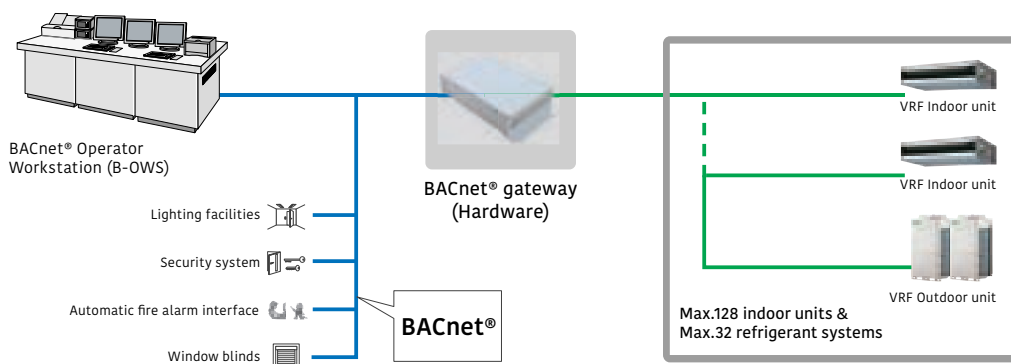 BACnet® Operator
Workstation (B-OWS)
BACnet® gateway
(Hardware)
VRF Indoor unit
VRF Indoor unit
VRF Outdoor unit
Max.128 indoor units &
Max.32 refrigerant systems
Lighting facilities
Security system
Automatic fire alarm interface
Window blinds
BACnet®